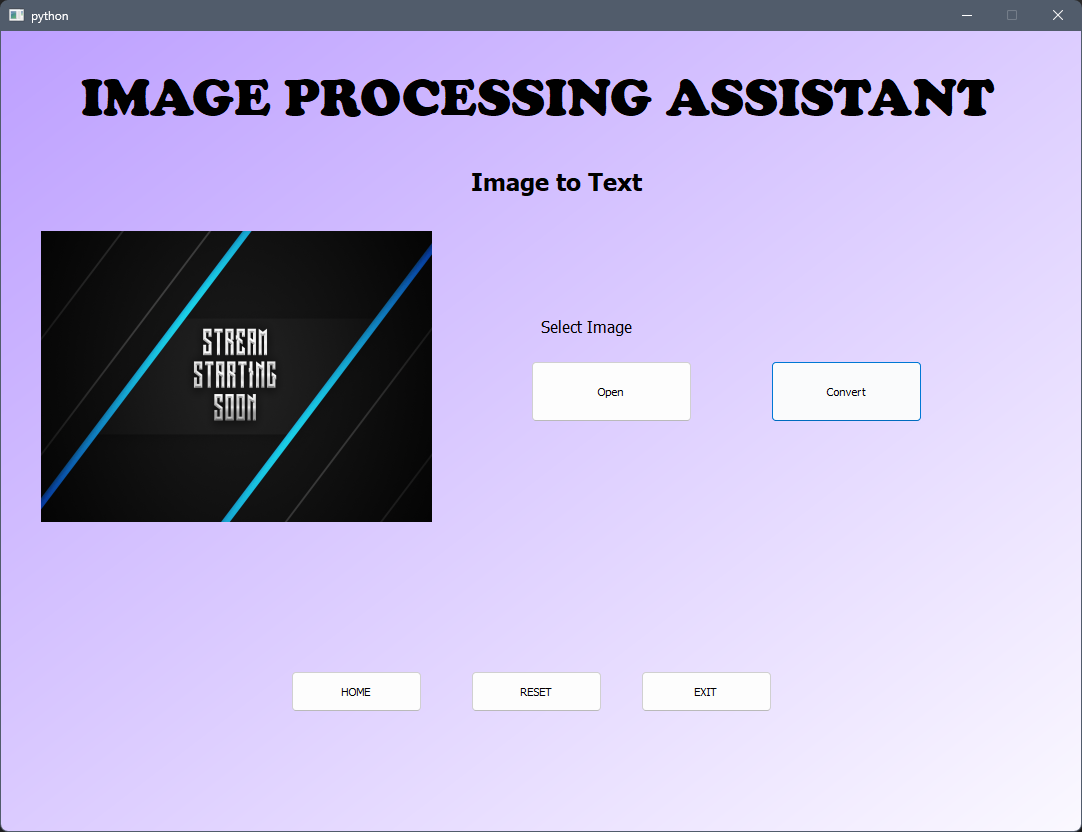 python
IMAGE PROCESSING ASSISTANT
Image to Text
STREAM
STARTING
SOON
Select Image
Open
Convert
HOME
RESET
EXIT